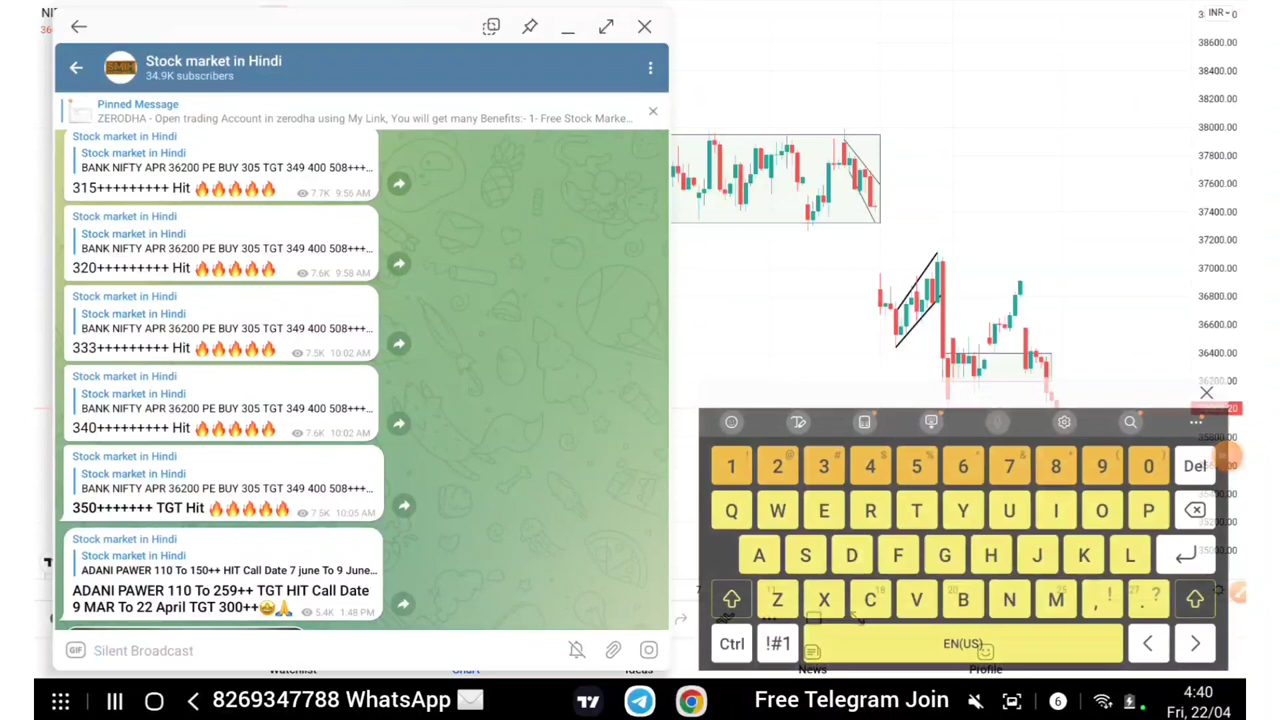 Stock market in Hindi
34.9K subscribers
Pinned Message
ZERODHA - Open trading Account in zerodha using My Link, You will get many Benefits:- 1- Free Stock Marke...
Stock market in Hindi
Stock market in Hindi
BANK NIFTY APR 36200 PE BUY 305 TGT 349 400 508+++...
315+++++++++ Hit 🔥🔥🔥🔥🔥
7.7K 9:56 AM
Stock market in Hindi
Stock market in Hindi
BANK NIFTY APR 36200 PE BUY 305 TGT 349 400 508+++...
320+++++++++ Hit 🔥🔥🔥🔥🔥
7.6K 9:58 AM
Stock market in Hindi
Stock market in Hindi
BANK NIFTY APR 36200 PE BUY 305 TGT 349 400 508+++...
333+++++++++ Hit 🔥🔥🔥🔥🔥
7.5K 10:02 AM
Stock market in Hindi
Stock market in Hindi
BANK NIFTY APR 36200 PE BUY 305 TGT 349 400 508+++...
340+++++++++ Hit 🔥🔥🔥🔥🔥
7.6K 10:02 AM
Stock market in Hindi
Stock market in Hindi
BANK NIFTY APR 36200 PE BUY 305 TGT 349 400 508+++...
350+++++++ TGT Hit 🔥🔥🔥🔥🔥
7.5K 10:05 AM
Stock market in Hindi
Stock market in Hindi
ADANI PAWER 110 To 150++ HIT Call Date 7 june To 9 June...
ADANI PAWER 110 To 259++ TGT HIT Call Date
9 MAR To 22 April TGT 300++🤩🙏
5.4K 1:48 PM
GIF Silent Broadcast
INR
38600.00
38400.00
38200.00
38000.00
37800.00
37600.00
37400.00
37200.00
37000.00
36800.00
36600.00
36400.00
36200.00
1 2 3 4 5 6 7 8 9 0 Del
Q W E R T Y U I O P
A S D F G H J K L
Z X C V B N M , ! . ?
Ctrl !#1 EN(US) < >
Watchlist Chart Ideas News Profile
8269347788 WhatsApp ✉️
Free Telegram Join
6
4:40
Fri, 22/04